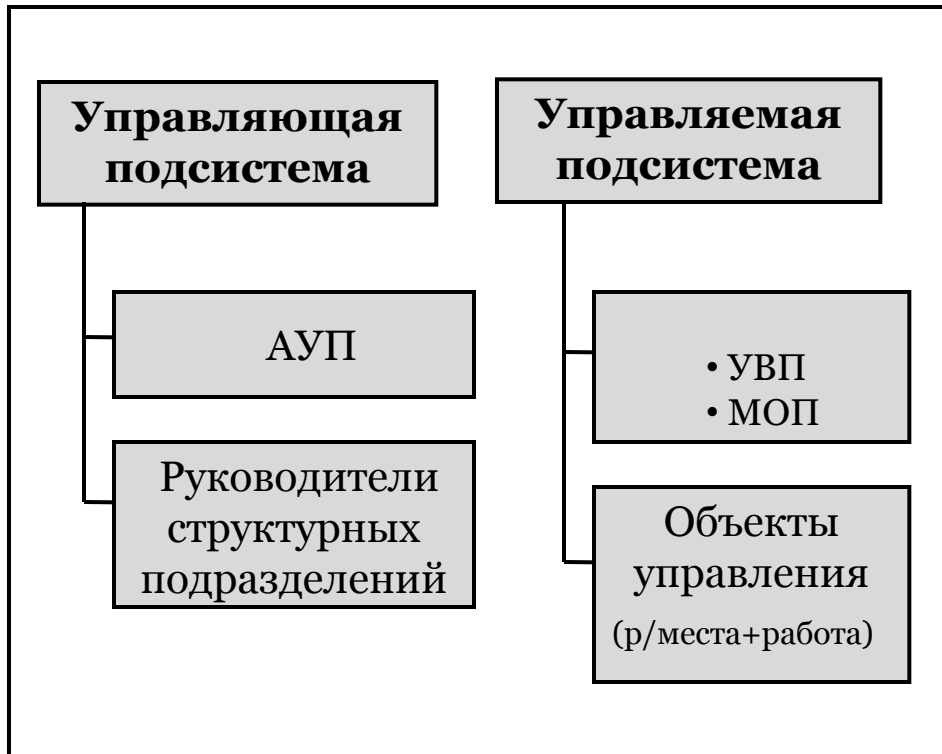 Управляющая
подсистема
АУП
Руководители
структурных
подразделений
Управляемая
подсистема
• УВП
• МОП
Объекты
управления
(р/места+работа)